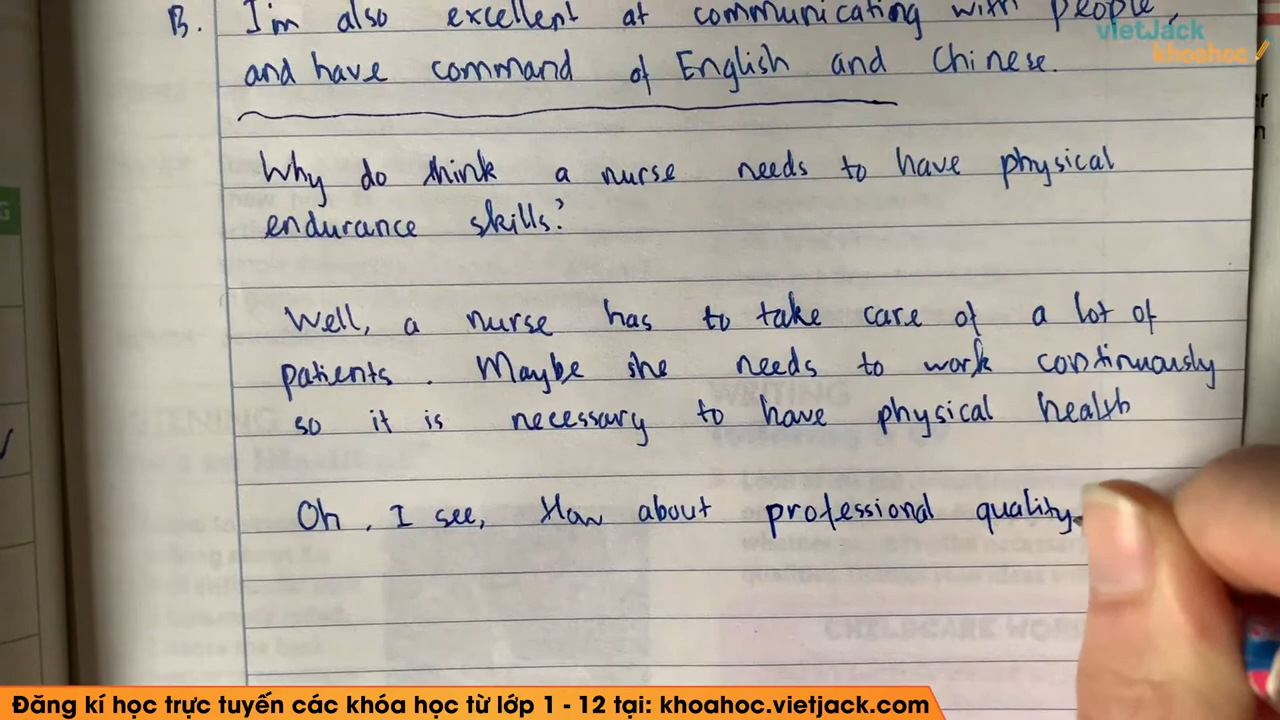 B. I'm also excellent at communicating with people,
and have command of English and Chinese.
Why do think a nurse needs to have physical
endurance skills?
Well, a nurse has to take care of a lot of
patients. Maybe she needs to work continuously
so it is necessary to have physical health
Oh, I see, How about professional quality
vietjack
khoahoc
G
Đăng kí học trực tuyến các khóa học từ lớp 1 - 12 tại: khoahoc.vietjack.com